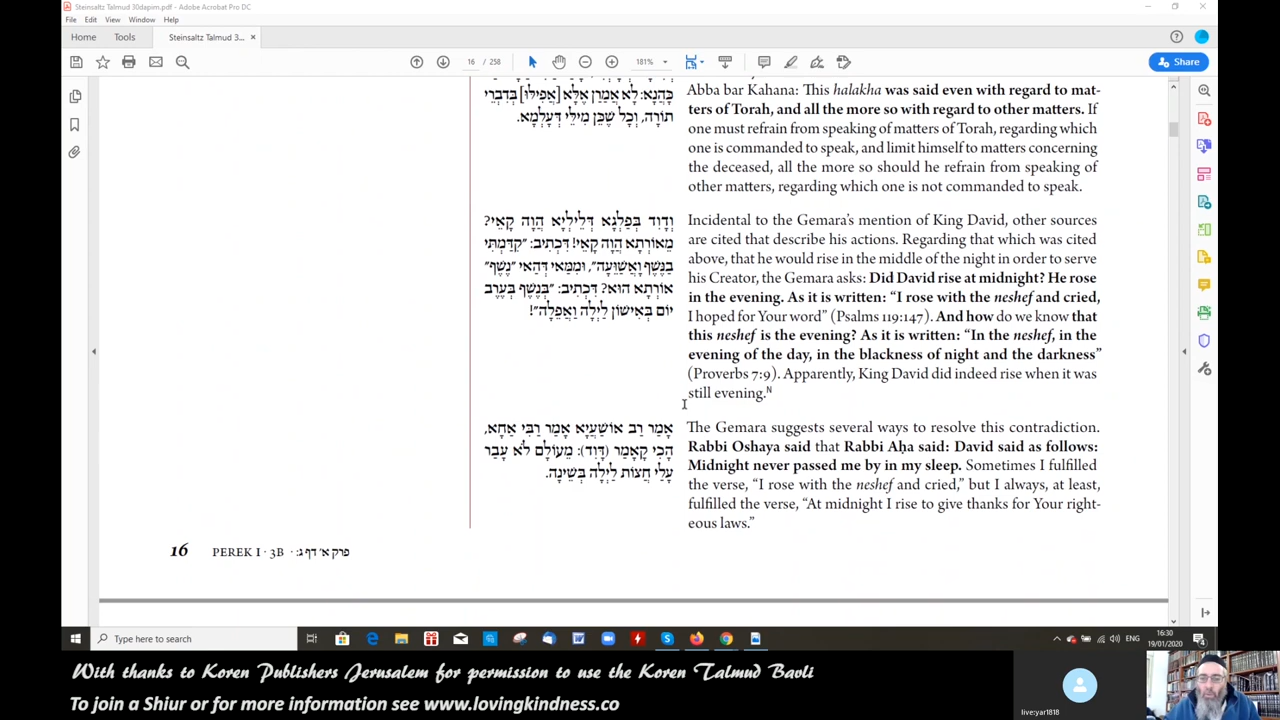 Steinsaltz Talmud 30dapim.pdf - Adobe Acrobat Pro DC
File Edit View Window Help
Home Tools Steinsaltz Talmud 3... ×
16 / 258 181% Share
כָּהֲנָא: לָא אֲמַרַן אֶלָּא [אֲפִילּוּ] בְּדִבְרֵי
תוֹרָה, וְכָל שֶׁכֵּן מִילֵּי דְּעָלְמָא.
וְדָוִד בְּפַלְגָא דְּלֵילְיָא הֲוָה קָאֵי?
מֵאוּרְתָּא הֲוָה קָאֵי! דִּכְתִיב: "קִדַּמְתִּי
בַנֶּשֶׁף וָאֲשַׁוֵּעָה", וּמִמַּאי דְּהַאי "נֶשֶׁף"
אוּרְתָּא הוּא? דִּכְתִיב: "בְּנֶשֶׁף בְּעֶרֶב
יוֹם בְּאִישׁוֹן לַיְלָה וַאֲפֵלָה"!
אָמַר רַב אוֹשַׁעְיָא אָמַר רַבִּי אַחָא,
הָכִי קָאָמַר (דָּוִד): מֵעוֹלָם לֹא עָבַר
עָלַי חֲצוֹת לַיְלָה בְּשֵׁינָה.
Abba bar Kahana: This halakha was said even with regard to mat-
ters of Torah, and all the more so with regard to other matters. If
one must refrain from speaking of matters of Torah, regarding which
one is commanded to speak, and limit himself to matters concerning
the deceased, all the more so should he refrain from speaking of
other matters, regarding which one is not commanded to speak.
Incidental to the Gemara's mention of King David, other sources
are cited that describe his actions. Regarding that which was cited
above, that he would rise in the middle of the night in order to serve
his Creator, the Gemara asks: Did David rise at midnight? He rose
in the evening. As it is written: "I rose with the neshef and cried,
I hoped for Your word" (Psalms 119:147). And how do we know that
this neshef is the evening? As it is written: "In the neshef, in the
evening of the day, in the blackness of night and the darkness"
(Proverbs 7:9). Apparently, King David did indeed rise when it was
still evening.N
The Gemara suggests several ways to resolve this contradiction.
Rabbi Oshaya said that Rabbi Aḥa said: David said as follows:
Midnight never passed me by in my sleep. Sometimes I fulfilled
the verse, "I rose with the neshef and cried," but I always, at least,
fulfilled the verse, "At midnight I rise to give thanks for Your right-
eous laws."
16 PEREK I · 3B · פרק א' דף ג:
Type here to search
ENG 16:30
19/01/2020
With thanks to Koren Publishers Jerusalem for permission to use the Koren Talmud Bavli
To join a Shiur or for more information see www.lovingkindness.co
live:yar1818